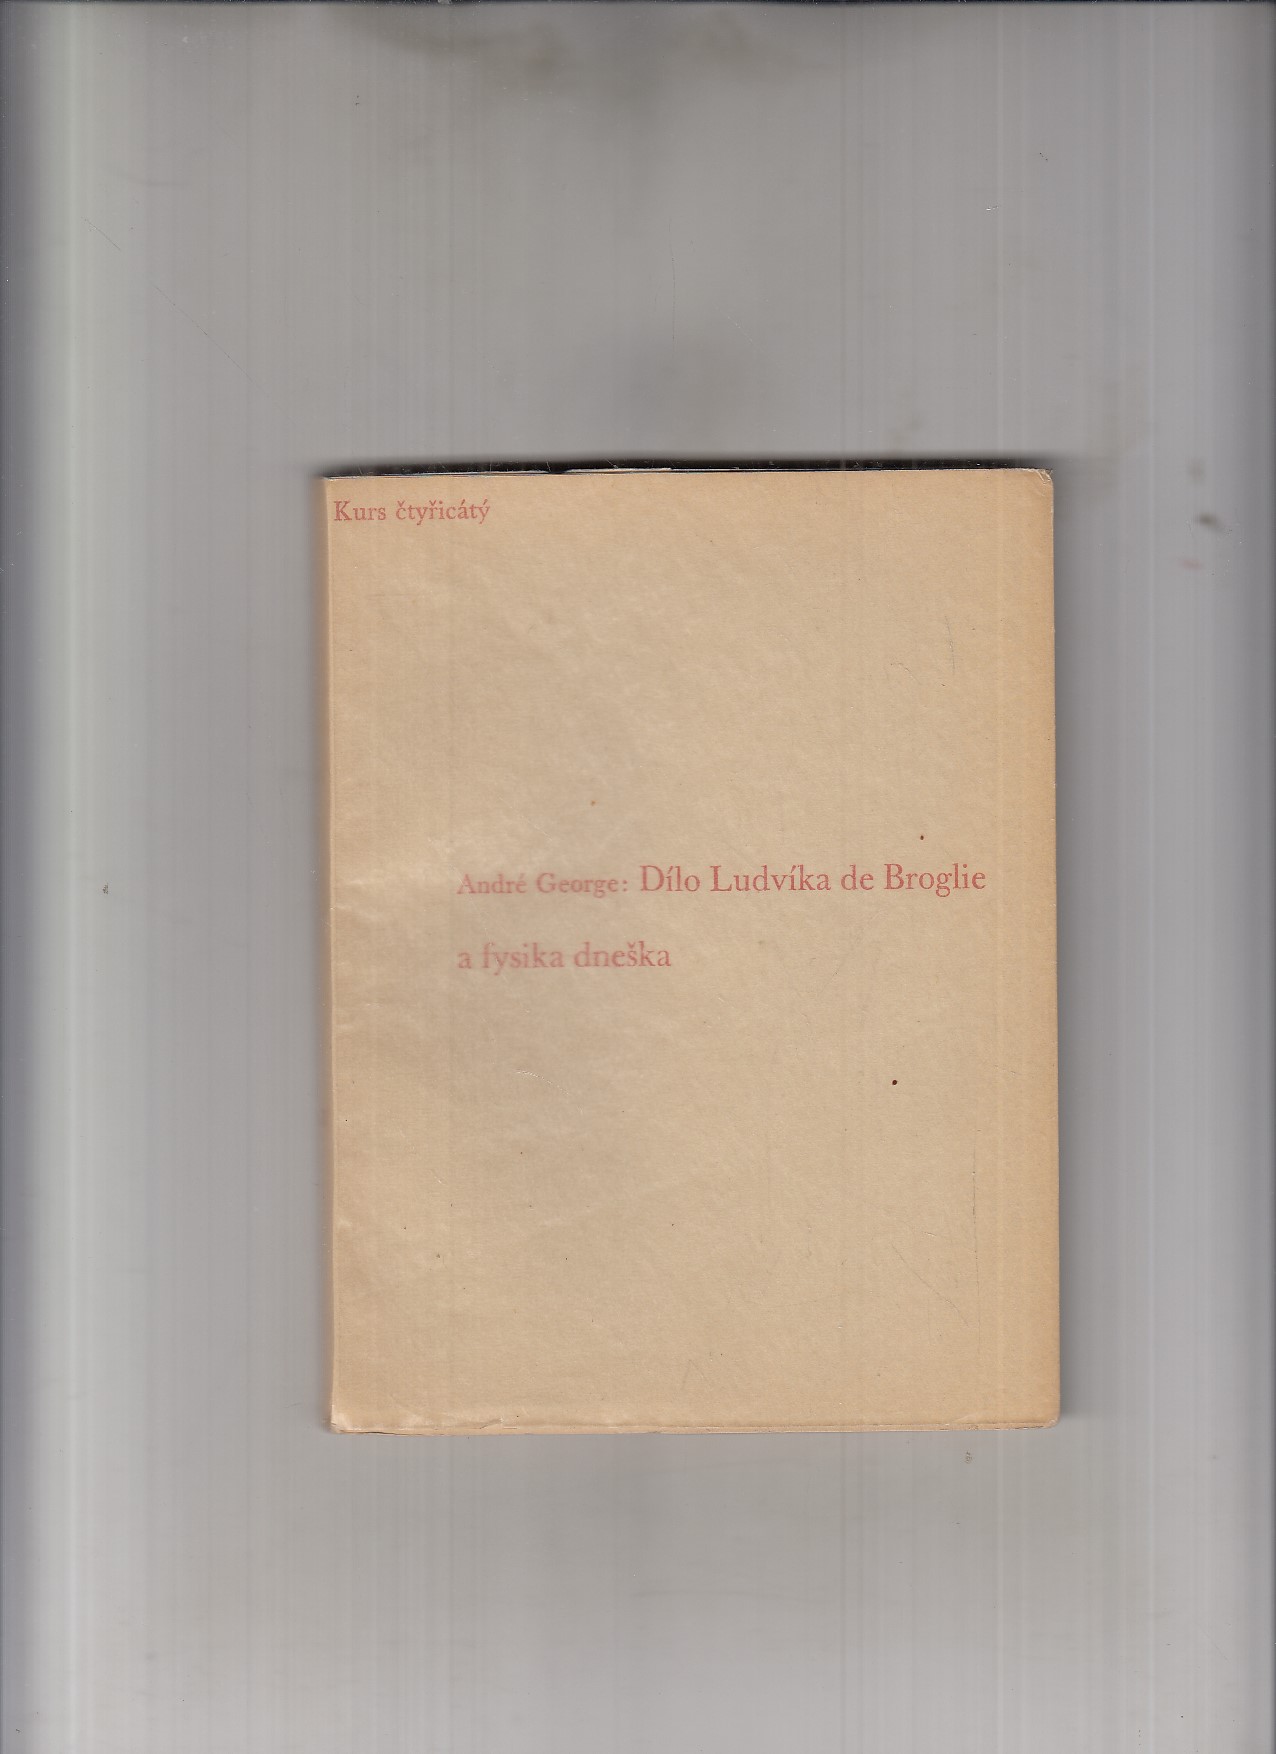 Kurs čtyřicátý
André George: Dílo Ludvíka de Broglie
a fysika dneška